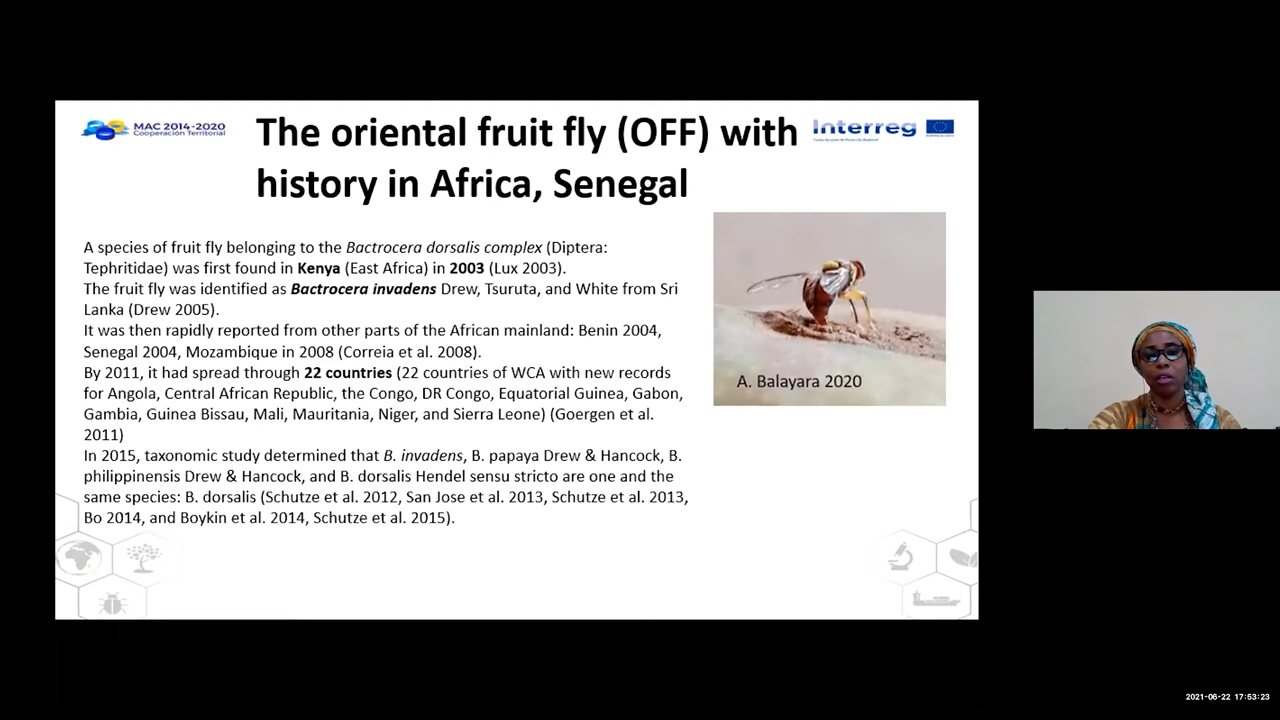 MAC 2014-2020
Cooperación Territorial
The oriental fruit fly (OFF) with
history in Africa, Senegal
Interreg
A species of fruit fly belonging to the Bactrocera dorsalis complex (Diptera:
Tephritidae) was first found in Kenya (East Africa) in 2003 (Lux 2003).
The fruit fly was identified as Bactrocera invadens Drew, Tsuruta, and White from Sri
Lanka (Drew 2005).
It was then rapidly reported from other parts of the African mainland: Benin 2004,
Senegal 2004, Mozambique in 2008 (Correia et al. 2008).
By 2011, it had spread through 22 countries (22 countries of WCA with new records
for Angola, Central African Republic, the Congo, DR Congo, Equatorial Guinea, Gabon,
Gambia, Guinea Bissau, Mali, Mauritania, Niger, and Sierra Leone) (Goergen et al.
2011)
In 2015, taxonomic study determined that B. invadens, B. papaya Drew & Hancock, B.
philippinensis Drew & Hancock, and B. dorsalis Hendel sensu stricto are one and the
same species: B. dorsalis (Schutze et al. 2012, San Jose et al. 2013, Schutze et al. 2013,
Bo 2014, and Boykin et al. 2014, Schutze et al. 2015).
A. Balayara 2020
2021-06-22 17:53:23